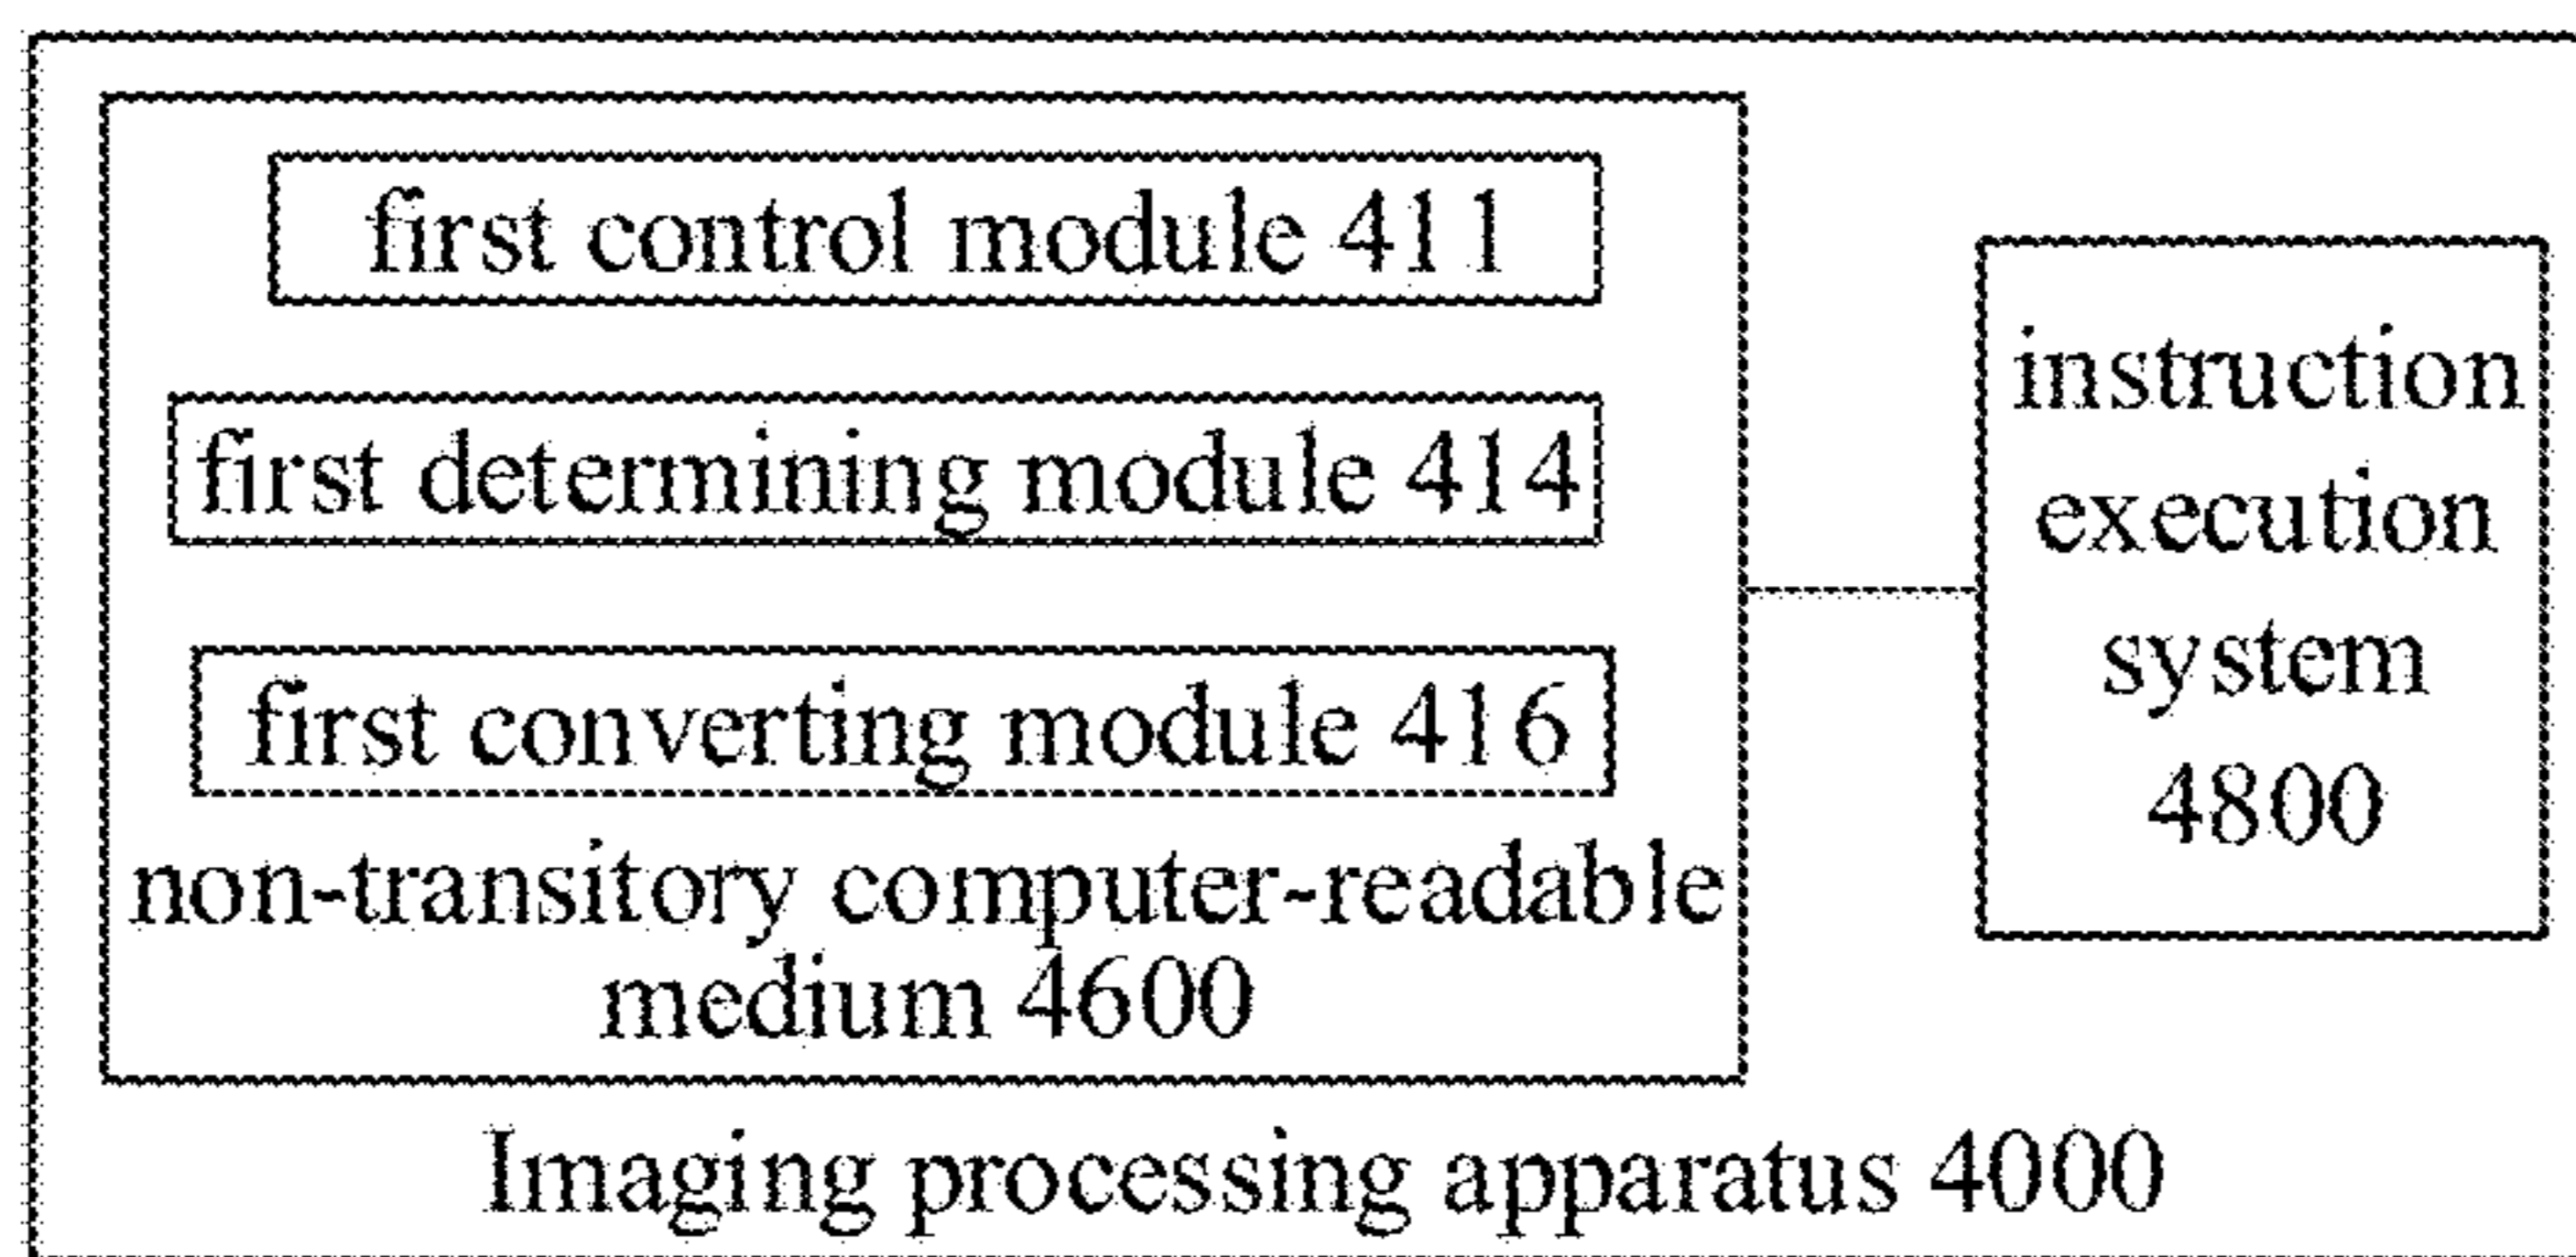 first control module 411
first determining module 414
first converting module 416
non-transitory computer-readable
medium 4600
instruction
execution
system
4800
Imaging processing apparatus 4000